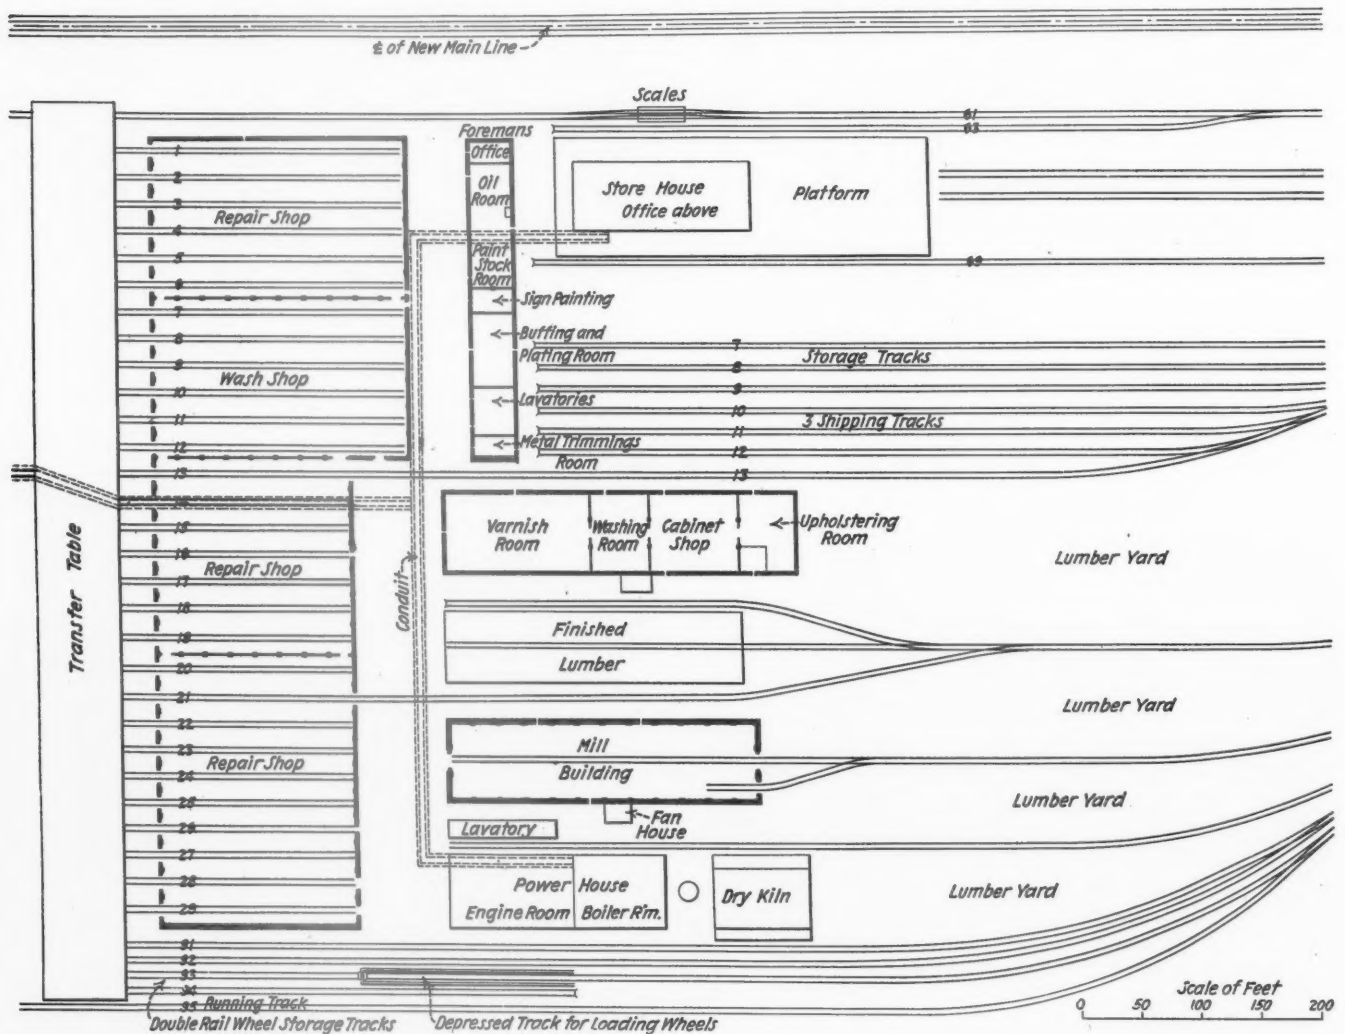 ℄ of New Main Line
Scales
61
63
Foremans
Office
Oil
Room
Store House
Office above
Platform
1
2
3
Repair Shop
4
5
6
Paint
Stock
Room
69
Sign Painting
7
8
9
Wash Shop
10
11
12
13
Buffing and
Plating Room
7
Storage Tracks
8
9
Lavatories
10
3 Shipping Tracks
11
Metal Trimmings
Room
12
13
Transfer Table
15
16
Repair Shop
17
18
19
20
21
22
23
Repair Shop
24
25
26
27
28
29
Conduit
Varnish
Room
Washing
Room
Cabinet
Shop
Upholstering
Room
Lumber Yard
Finished
Lumber
Lumber Yard
Mill
Building
Fan
House
Lumber Yard
Lavatory
Power House
Engine Room
Boiler R'm.
Dry Kiln
Lumber Yard
31
32
33
34
35
Running Track
Double Rail Wheel Storage Tracks
Depressed Track for Loading Wheels
Scale of Feet
0 50 100 150 200